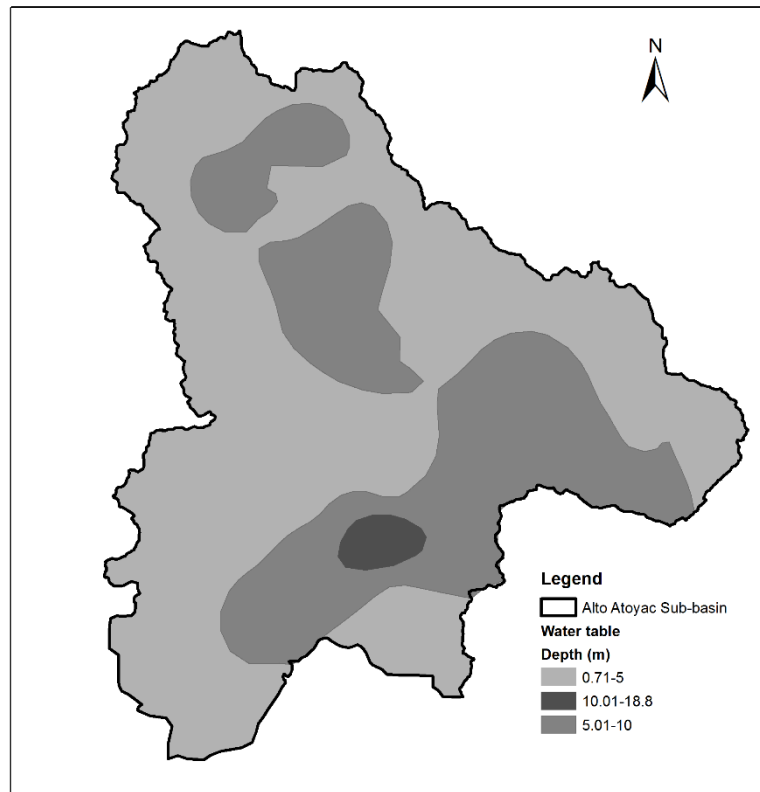 N
Legend
Alto Atoyac Sub-basin
Water table
Depth (m)
0.71-5
10.01-18.8
5.01-10